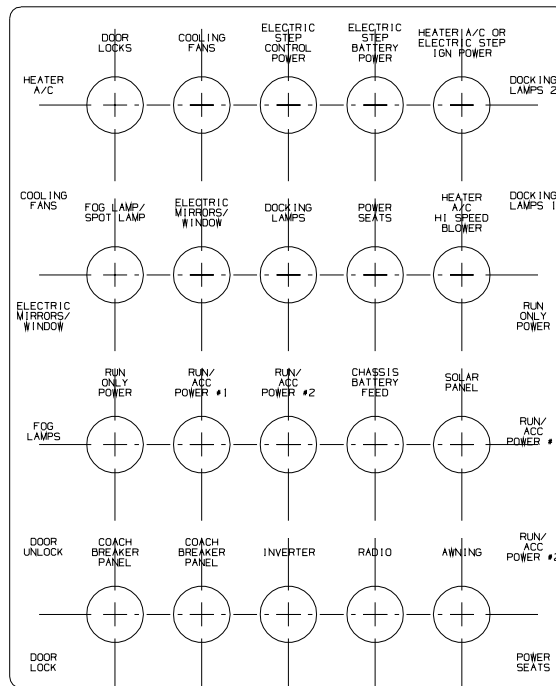 DOOR
LOCKS
COOLING
FANS
ELECTRIC
STEP
CONTROL
POWER
ELECTRIC
STEP
BATTERY
POWER
HEATER A/C OR
ELECTRIC STEP
IGN POWER
HEATER
A/C
DOCKING
LAMPS 2
COOLING
FANS
FOG LAMP/
SPOT LAMP
ELECTRIC
MIRRORS/
WINDOW
DOCKING
LAMPS
POWER
SEATS
HEATER
A/C
HI SPEED
BLOWER
DOCKING
LAMPS 1
ELECTRIC
MIRRORS/
WINDOW
RUN
ONLY
POWER
RUN
ONLY
POWER
RUN/
ACC
POWER #1
RUN/
ACC
POWER #2
CHASSIS
BATTERY
FEED
SOLAR
PANEL
FOG
LAMPS
RUN/
ACC
POWER #
DOOR
UNLOCK
COACH
BREAKER
PANEL
COACH
BREAKER
PANEL
INVERTER
RADIO
AWNING
RUN/
ACC
POWER #2
DOOR
LOCK
POWER
SEATS